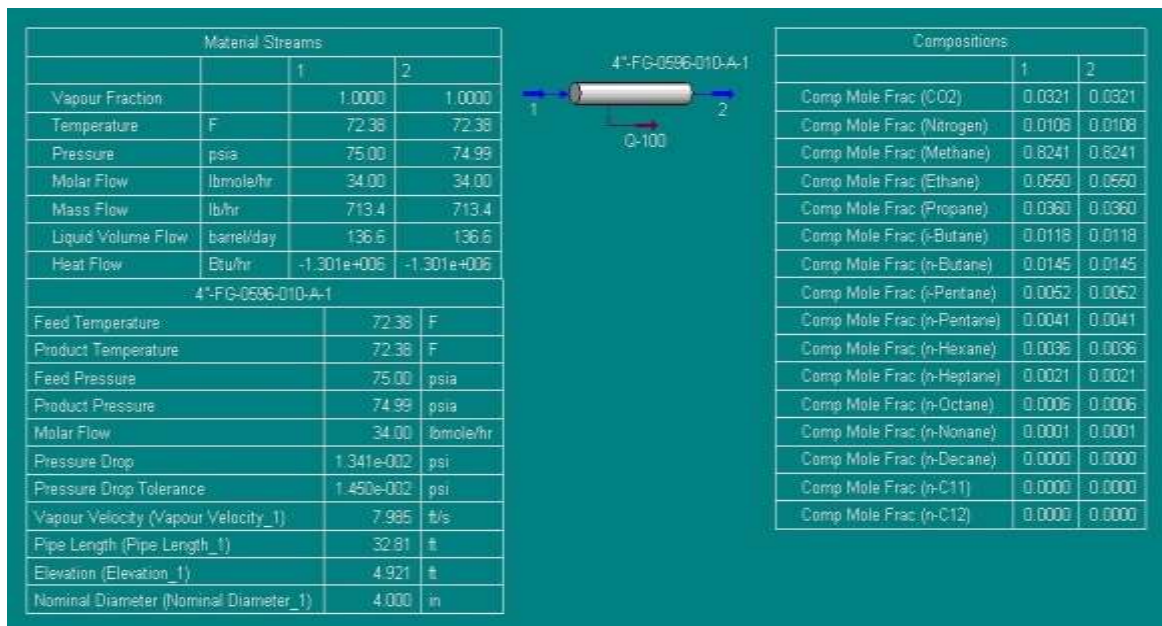 Material Streams
1 2
Vapour Fraction 1.0000 1.0000
Temperature F 72.38 72.38
Pressure psia 75.00 74.99
Molar Flow lbmole/hr 34.00 34.00
Mass Flow lb/hr 713.4 713.4
Liquid Volume Flow barrel/day 136.6 136.6
Heat Flow Btu/hr -1.301e+006 -1.301e+006
4"-FG-0596-010-A-1
Feed Temperature 72.38 F
Product Temperature 72.38 F
Feed Pressure 75.00 psia
Product Pressure 74.99 psia
Molar Flow 34.00 lbmole/hr
Pressure Drop 1.341e-002 psi
Pressure Drop Tolerance 1.450e-002 psi
Vapour Velocity (Vapour Velocity_1) 7.985 ft/s
Pipe Length (Pipe Length_1) 32.81 ft
Elevation (Elevation_1) 4.921 ft
Nominal Diameter (Nominal Diameter_1) 4.000 in
4"-FG-0596-010-A-1
1 2
Q-100
Compositions
1 2
Comp Mole Frac (CO2) 0.0321 0.0321
Comp Mole Frac (Nitrogen) 0.0108 0.0108
Comp Mole Frac (Methane) 0.8241 0.8241
Comp Mole Frac (Ethane) 0.0550 0.0550
Comp Mole Frac (Propane) 0.0360 0.0360
Comp Mole Frac (i-Butane) 0.0118 0.0118
Comp Mole Frac (n-Butane) 0.0145 0.0145
Comp Mole Frac (i-Pentane) 0.0052 0.0052
Comp Mole Frac (n-Pentane) 0.0041 0.0041
Comp Mole Frac (n-Hexane) 0.0036 0.0036
Comp Mole Frac (n-Heptane) 0.0021 0.0021
Comp Mole Frac (n-Octane) 0.0006 0.0006
Comp Mole Frac (n-Nonane) 0.0001 0.0001
Comp Mole Frac (n-Decane) 0.0000 0.0000
Comp Mole Frac (n-C11) 0.0000 0.0000
Comp Mole Frac (n-C12) 0.0000 0.0000